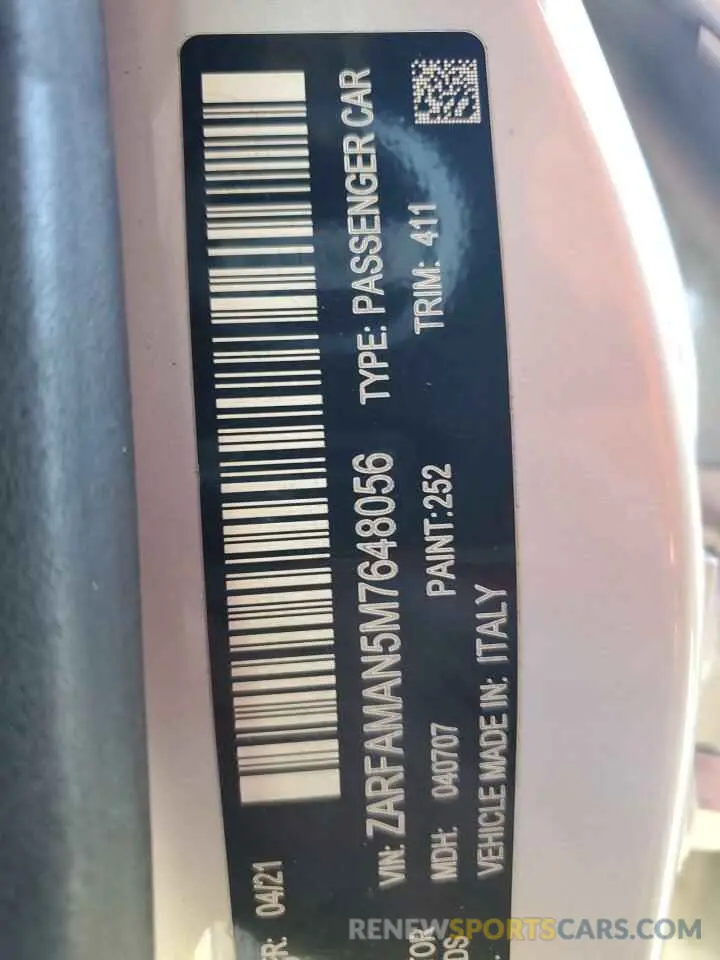 04/21
VIN: ZARFAMAN5M7648056 TYPE: PASSENGER CAR
MDH: 040707 PAINT:252 TRIM: 411
VEHICLE MADE IN: ITALY
RENEWSPORTSCARS.COM